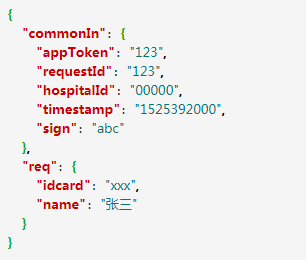 {
"commonIn": {
"appToken": "123",
"requestId": "123",
"hospitalId": "00000",
"timestamp": "1525392000",
"sign": "abc"
},
"req": {
"idcard": "xxx",
"name": "张三"
}
}